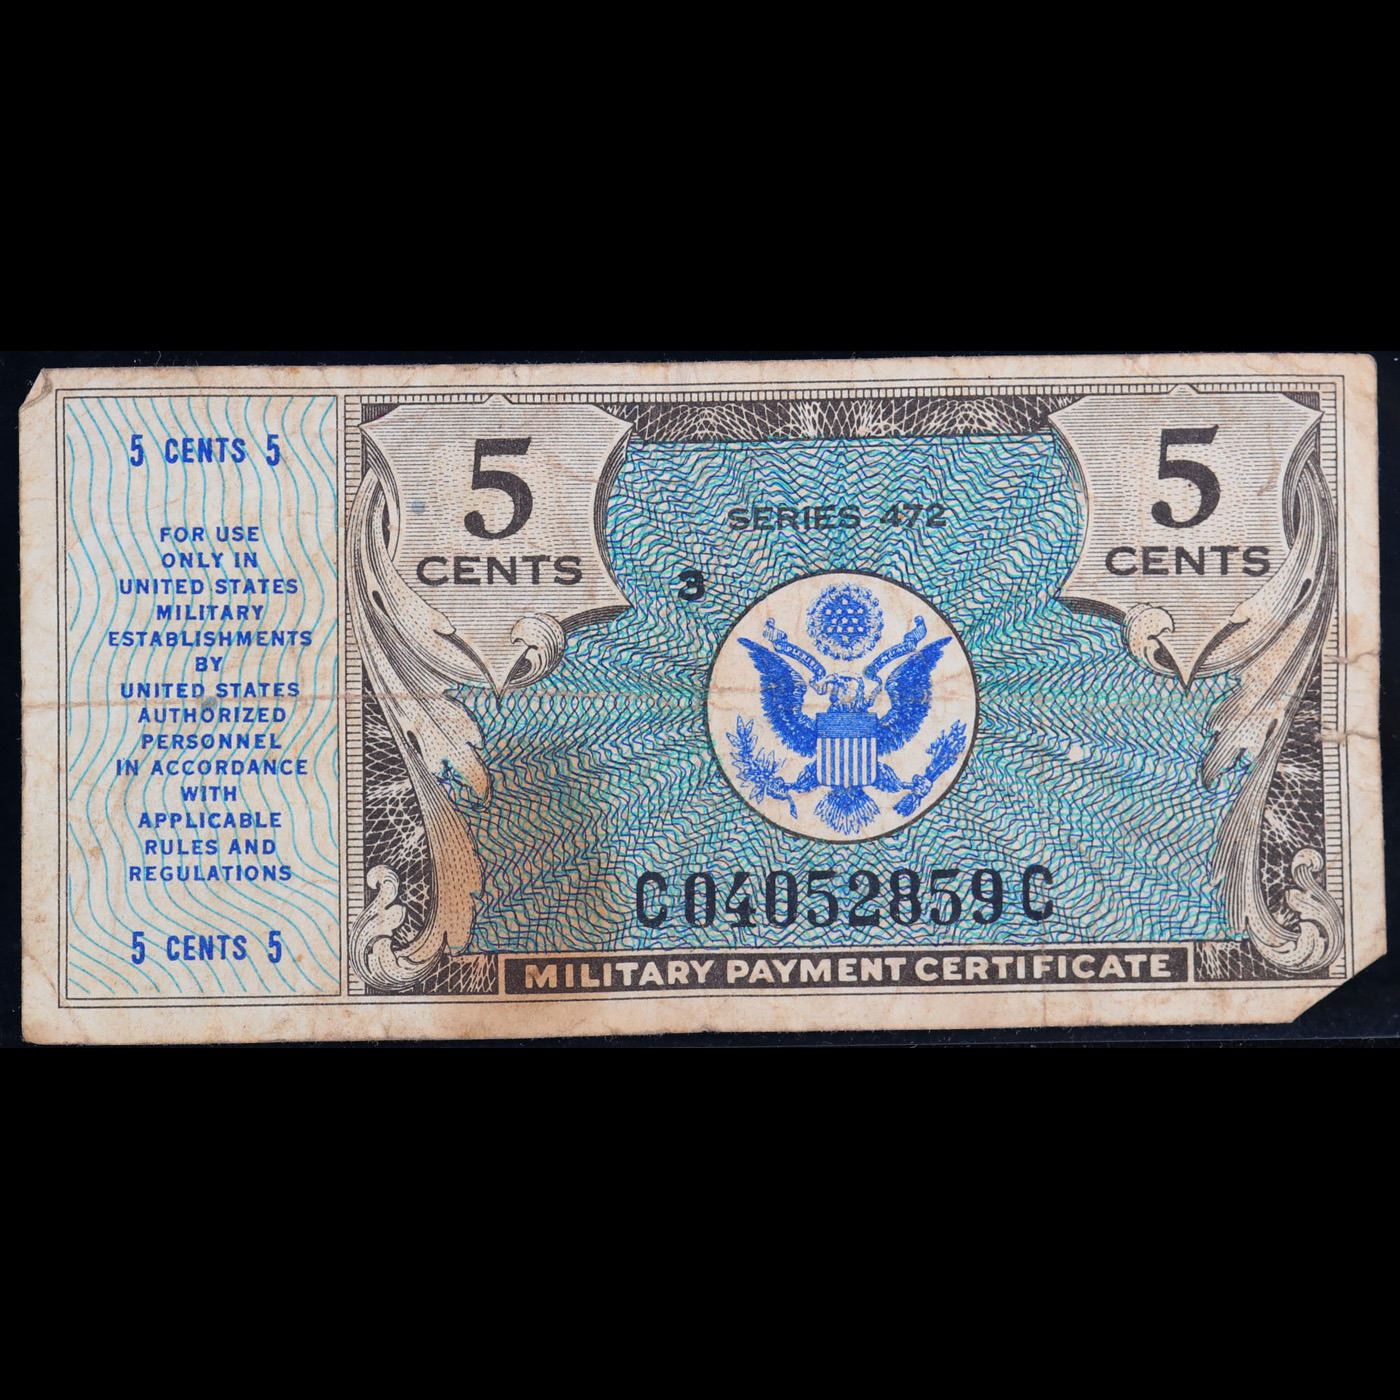 5 CENTS 5
FOR USE
ONLY IN
UNITED STATES
MILITARY
ESTABLISHMENTS
BY
UNITED STATES
AUTHORIZED
PERSONNEL
IN ACCORDANCE
WITH
APPLICABLE
RULES AND
REGULATIONS
5 CENTS 5
5
CENTS
SERIES 472
3
5
CENTS
C04052859C
MILITARY PAYMENT CERTIFICATE